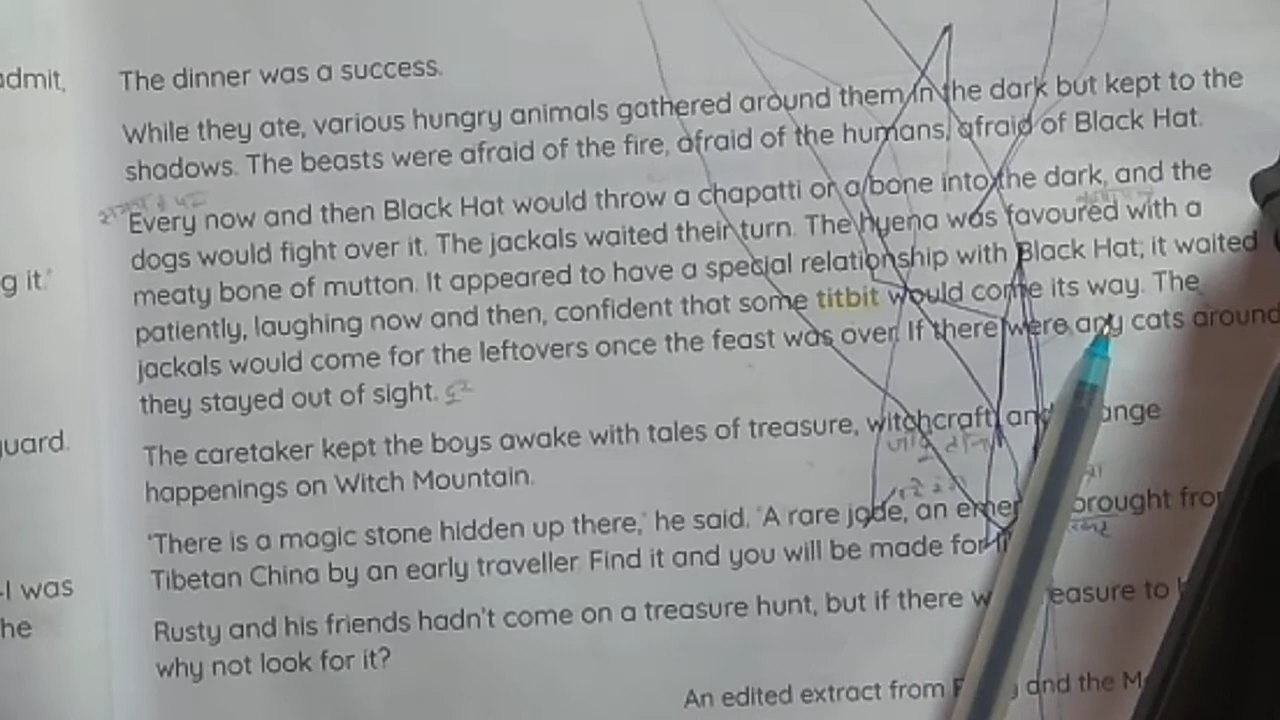 admit,
The dinner was a success.
While they ate, various hungry animals gathered around them in the dark but kept to the
shadows. The beasts were afraid of the fire, afraid of the humans, afraid of Black Hat.
Every now and then Black Hat would throw a chapatti or a bone into the dark, and the
dogs would fight over it. The jackals waited their turn. The hyena was favoured with a
g it.'
meaty bone of mutton. It appeared to have a special relationship with Black Hat; it waited
patiently, laughing now and then, confident that some titbit would come its way. The
jackals would come for the leftovers once the feast was over. If there were any cats around
they stayed out of sight.
guard.
The caretaker kept the boys awake with tales of treasure, witchcraft and
happenings on Witch Mountain.
'There is a magic stone hidden up there,' he said. 'A rare jade, an brought
-I was
Tibetan China by an early traveller. Find it and you will be made for
he
Rusty and his friends hadn't come on a treasure hunt, but if there to
why not look for it?
An edited extract from and the